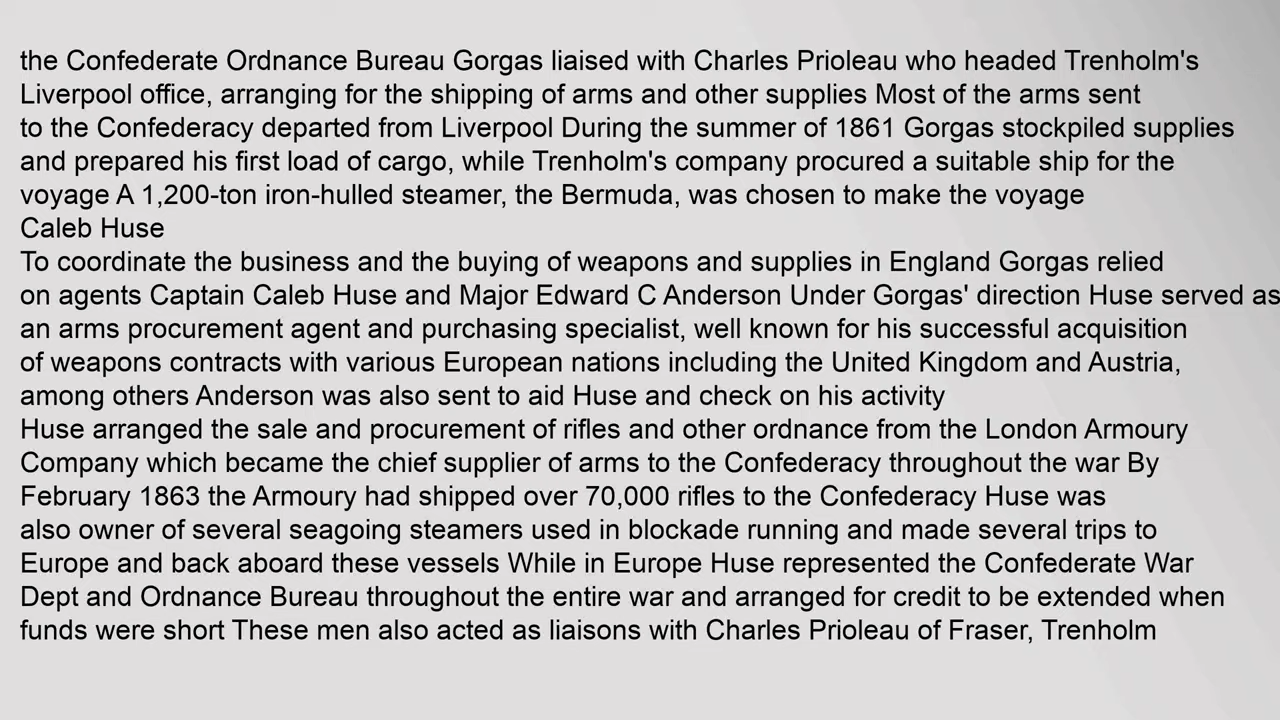 the Confederate Ordnance Bureau Gorgas liaised with Charles Prioleau who headed Trenholm's
Liverpool office, arranging for the shipping of arms and other supplies Most of the arms sent
to the Confederacy departed from Liverpool During the summer of 1861 Gorgas stockpiled supplies
and prepared his first load of cargo, while Trenholm's company procured a suitable ship for the
voyage A 1,200-ton iron-hulled steamer, the Bermuda, was chosen to make the voyage
Caleb Huse
To coordinate the business and the buying of weapons and supplies in England Gorgas relied
on agents Captain Caleb Huse and Major Edward C Anderson Under Gorgas' direction Huse served as
an arms procurement agent and purchasing specialist, well known for his successful acquisition
of weapons contracts with various European nations including the United Kingdom and Austria,
among others Anderson was also sent to aid Huse and check on his activity
Huse arranged the sale and procurement of rifles and other ordnance from the London Armoury
Company which became the chief supplier of arms to the Confederacy throughout the war By
February 1863 the Armoury had shipped over 70,000 rifles to the Confederacy Huse was
also owner of several seagoing steamers used in blockade running and made several trips to
Europe and back aboard these vessels While in Europe Huse represented the Confederate War
Dept and Ordnance Bureau throughout the entire war and arranged for credit to be extended when
funds were short These men also acted as liaisons with Charles Prioleau of Fraser, Trenholm